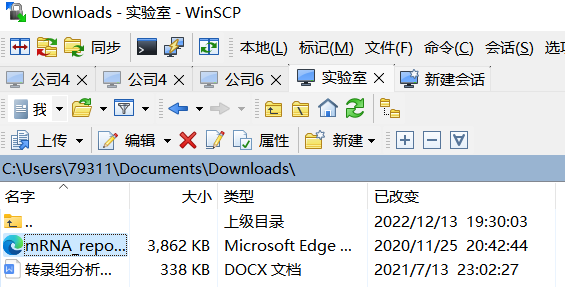 Downloads - 实验室 - WinSCP
同步 本地(L) 标记(M) 文件(F) 命令(C) 会话(S) 选项
公司4 × 公司4 × 公司6 × 实验室 × 新建会话
我
上传 编辑 属性 新建
C:\Users\79311\Documents\Downloads\
名字 大小 类型 已改变
.. 上级目录 2022/12/13 19:30:03
mRNA_repo... 3,862 KB Microsoft Edge ... 2020/11/25 20:42:44
转录组分析... 338 KB DOCX 文档 2021/7/13 23:02:27